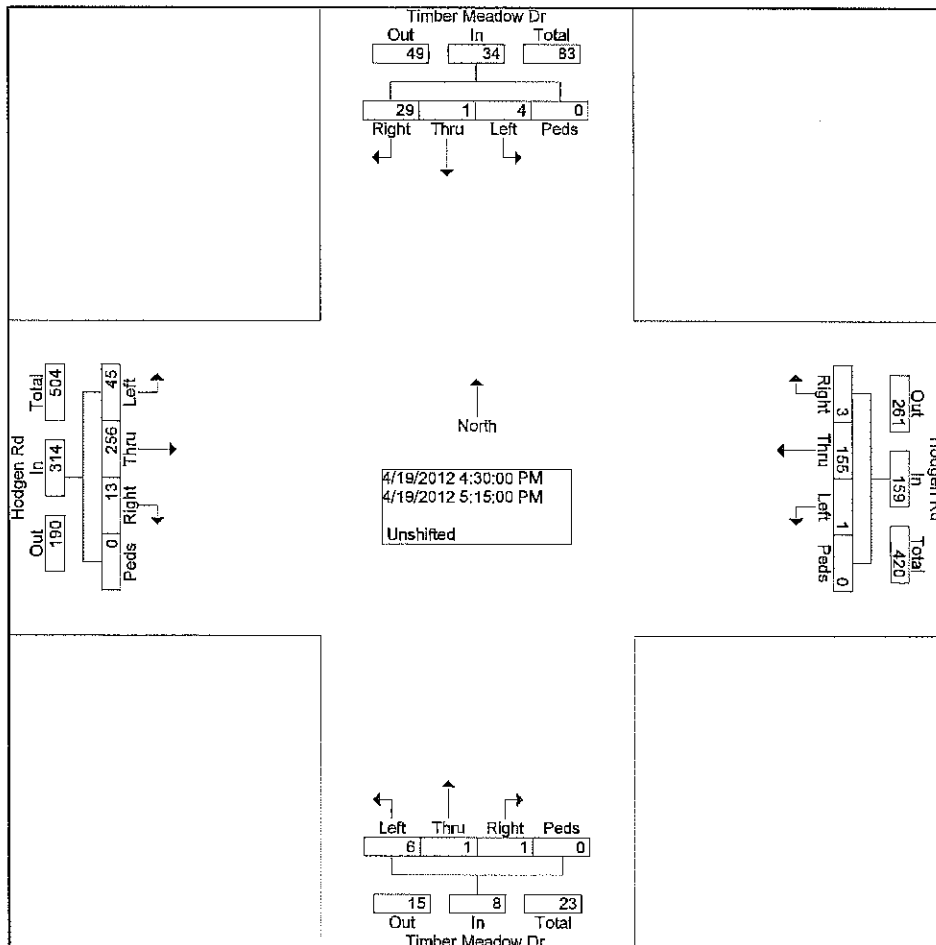 Timber Meadow Dr
Out In Total
49 34 83
29 1 4 0
Right Thru Left Peds
Hodgen Rd
Total In Out
504 314 190
45 256 13 0
Left Thru Right Peds
North
4/19/2012 4:30:00 PM
4/19/2012 5:15:00 PM
Unshifted
Right Thru Left Peds
3 155 1 0
Out In Total
261 159 420
Hodgen Rd
Left Thru Right Peds
6 1 1 0
15 8 23
Out In Total
Timber Meadow Dr